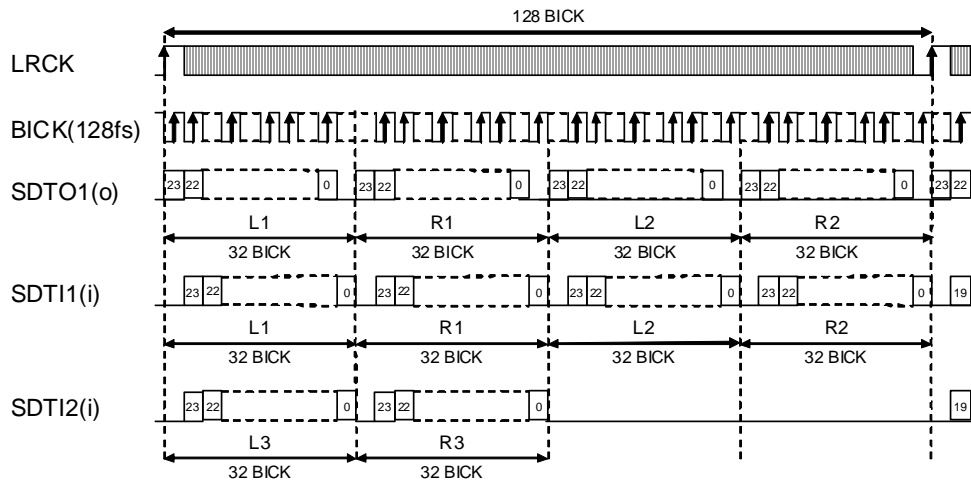 128 BICK
LRCK
BICK(128fs)
SDTO1(o)
23 22 0 23 22 0 23 22 0 23 22 0 23 22
L1 R1 L2 R2
32 BICK 32 BICK 32 BICK 32 BICK
SDTI1(i)
23 22 0 23 22 0 23 22 0 23 22 0 19
L1 R1 L2 R2
32 BICK 32 BICK 32 BICK 32 BICK
SDTI2(i)
23 22 0 23 22 0 19
L3 R3
32 BICK 32 BICK